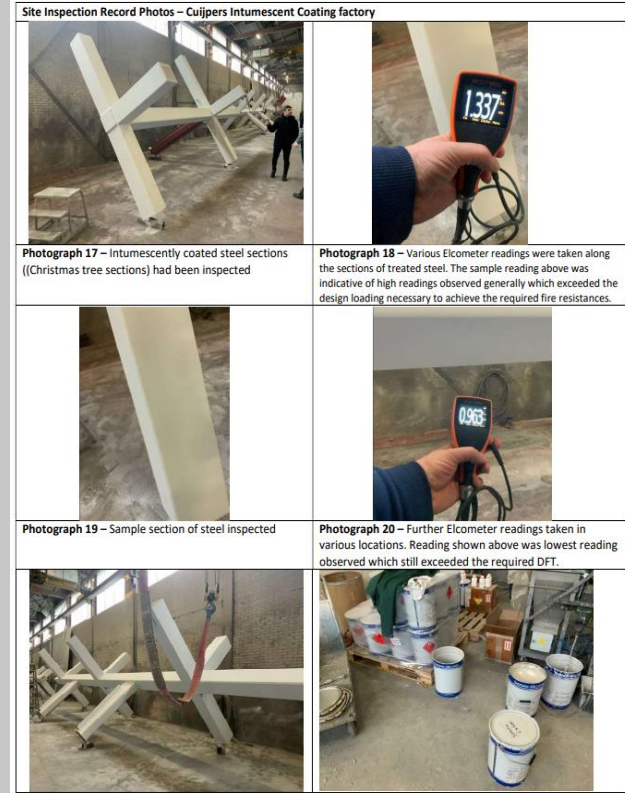 Site Inspection Record Photos – Cuijpers Intumescent Coating factory
1.337
Photograph 17 – Intumescently coated steel sections
((Christmas tree sections) had been inspected
Photograph 18 – Various Elcometer readings were taken along
the sections of treated steel. The sample reading above was
indicative of high readings observed generally which exceeded the
design loading necessary to achieve the required fire resistances.
0.963
Photograph 19 – Sample section of steel inspected
Photograph 20 – Further Elcometer readings taken in
various locations. Reading shown above was lowest reading
observed which still exceeded the required DFT.